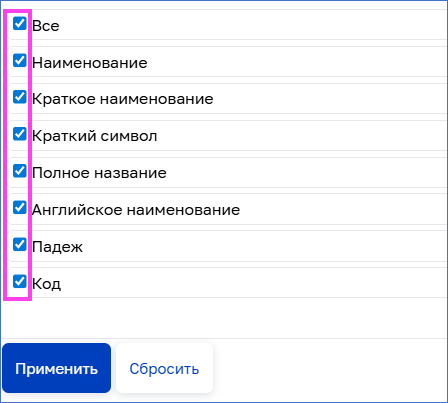 Все
Наименование
Краткое наименование
Краткий символ
Полное название
Английское наименование
Падеж
Код
Применить Сбросить